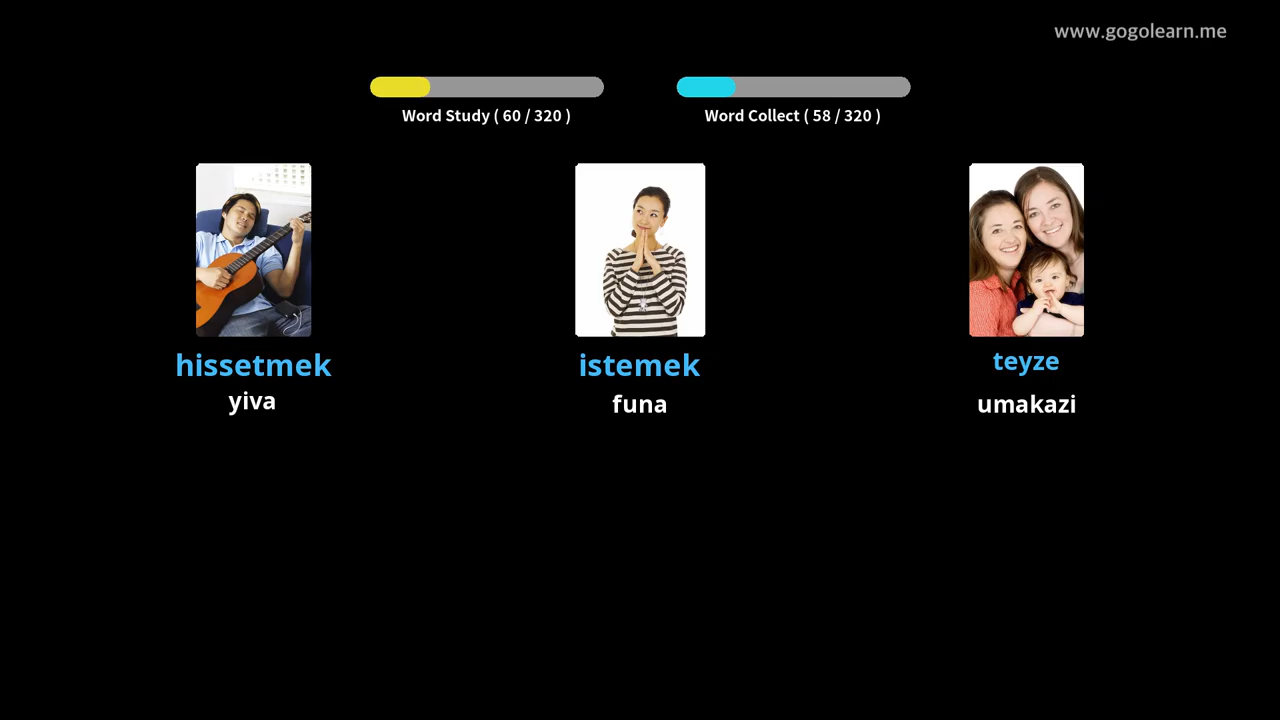 www.gogolearn.me
Word Study ( 60 / 320 )
Word Collect ( 58 / 320 )
hissetmek
yiva
istemek
funa
teyze
umakazi